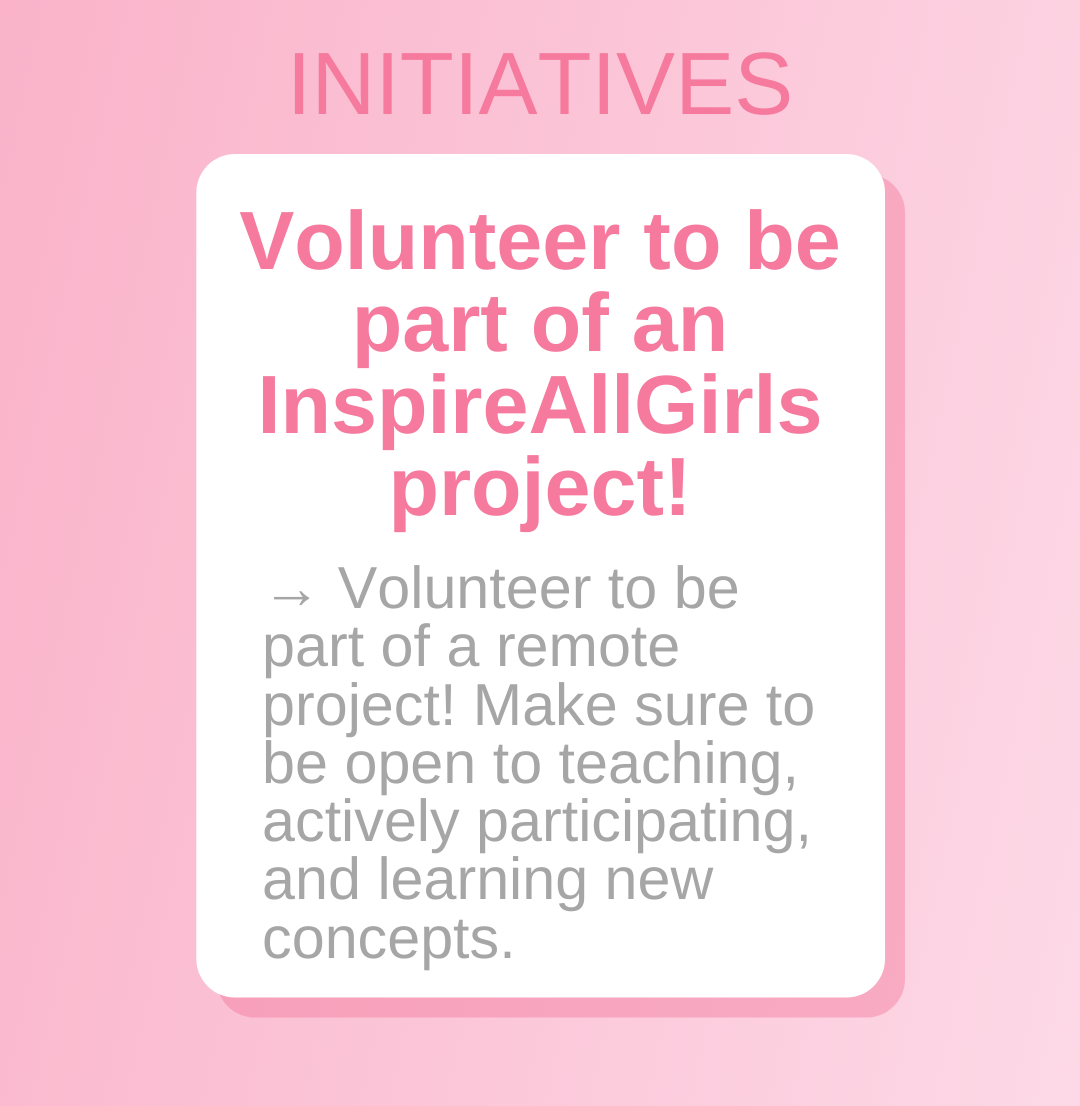 INITIATIVES
Volunteer to be
part of an
InspireAllGirls
project!
→ Volunteer to be
part of a remote
project! Make sure to
be open to teaching,
actively participating,
and learning new
concepts.